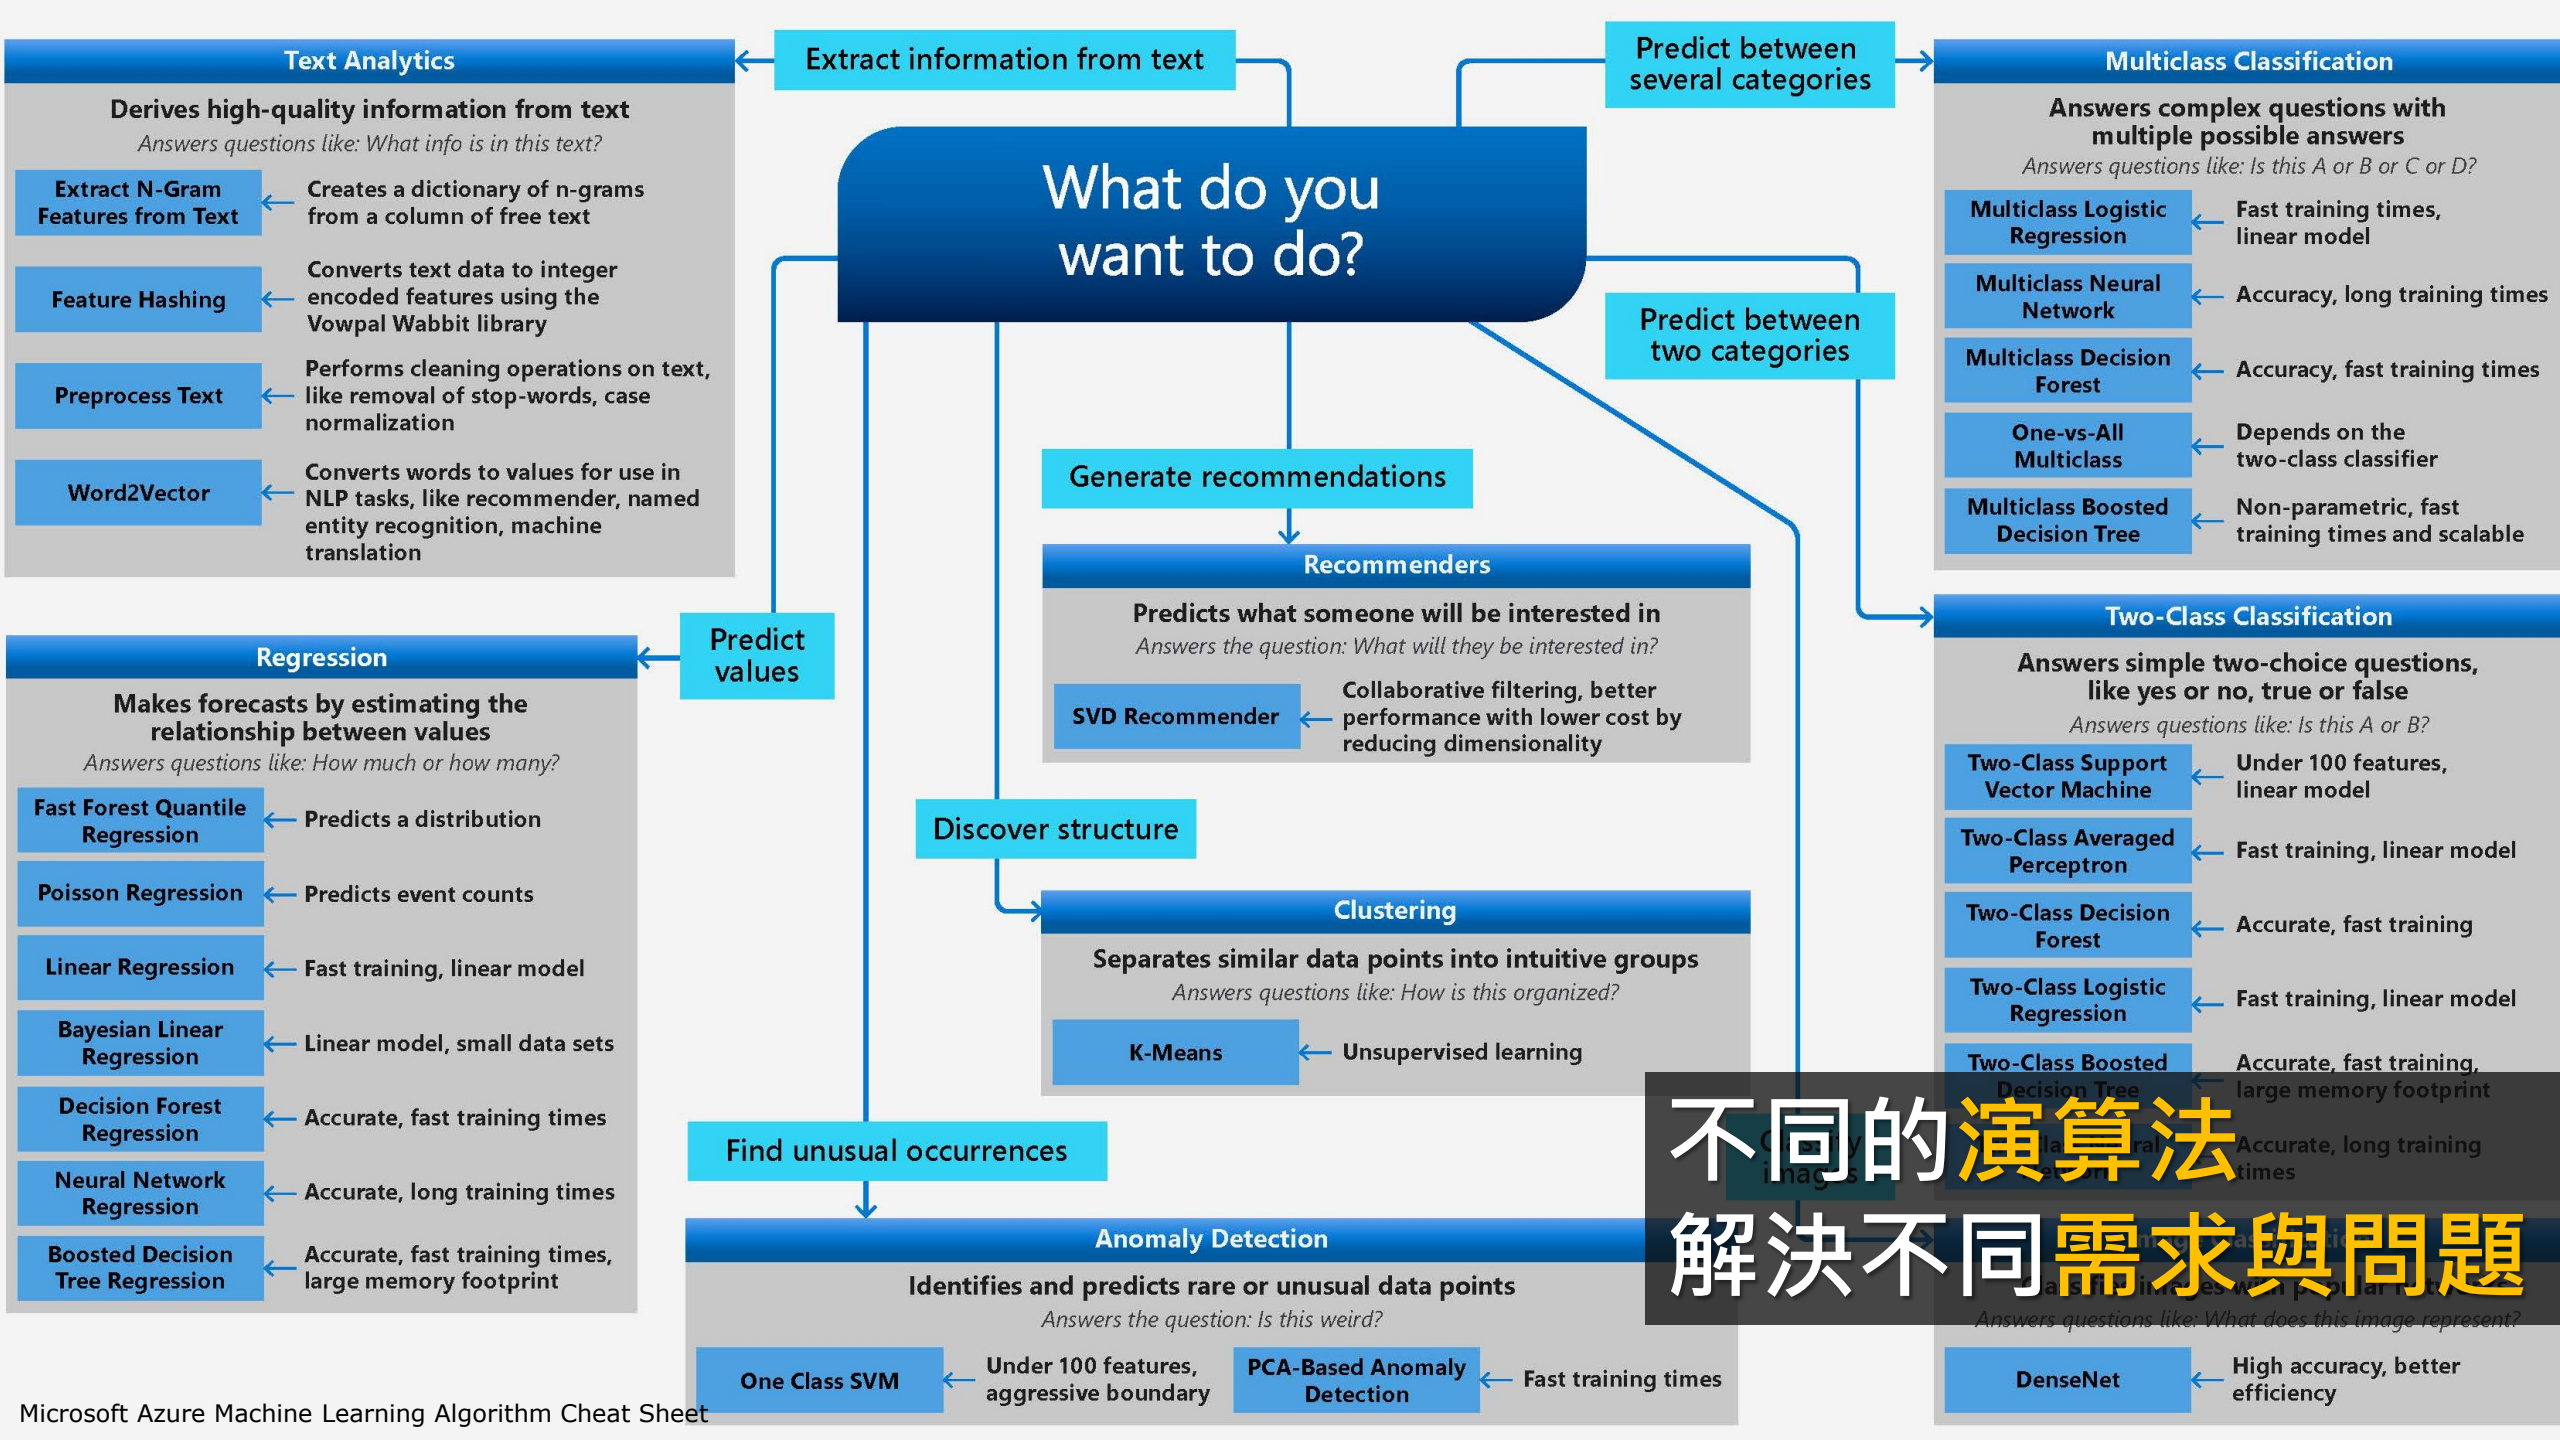 Extract information from text
Predict between
several categories
What do you
want to do?
Text Analytics
Derives high-quality information from text
Answers questions like: What info is in this text?
Extract N-Gram
Features from Text
Creates a dictionary of n-grams
from a column of free text
Feature Hashing
Converts text data to integer
encoded features using the
Vowpal Wabbit library
Preprocess Text
Performs cleaning operations on text,
like removal of stop-words, case
normalization
Word2Vector
Converts words to values for use in
NLP tasks, like recommender, named
entity recognition, machine
translation
Predict
values
Regression
Makes forecasts by estimating the
relationship between values
Answers questions like: How much or how many?
Fast Forest Quantile
Regression
Predicts a distribution
Poisson Regression
Predicts event counts
Linear Regression
Fast training, linear model
Bayesian Linear
Regression
Linear model, small data sets
Decision Forest
Regression
Accurate, fast training times
Neural Network
Regression
Accurate, long training times
Boosted Decision
Tree Regression
Accurate, fast training times,
large memory footprint
Generate recommendations
Recommenders
Predicts what someone will be interested in
Answers the question: What will they be interested in?
SVD Recommender
Collaborative filtering, better
performance with lower cost by
reducing dimensionality
Discover structure
Clustering
Separates similar data points into intuitive groups
Answers questions like: How is this organized?
K-Means
Unsupervised learning
Find unusual occurrences
Anomaly Detection
Identifies and predicts rare or unusual data points
Answers the question: Is this weird?
One Class SVM
Under 100 features,
aggressive boundary
PCA-Based Anomaly
Detection
Fast training times
Multiclass Classification
Answers complex questions with
multiple possible answers
Answers questions like: Is this A or B or C or D?
Multiclass Logistic
Regression
Fast training times,
linear model
Multiclass Neural
Network
Accuracy, long training times
Multiclass Decision
Forest
Accuracy, fast training times
One-vs-All
Multiclass
Depends on the
two-class classifier
Multiclass Boosted
Decision Tree
Non-parametric, fast
training times and scalable
Predict between
two categories
Two-Class Classification
Answers simple two-choice questions,
like yes or no, true or false
Answers questions like: Is this A or B?
Two-Class Support
Vector Machine
Under 100 features,
linear model
Two-Class Averaged
Perceptron
Fast training, linear model
Two-Class Decision
Forest
Accurate, fast training
Two-Class Logistic
Regression
Fast training, linear model
Two-Class Boosted
Decision Tree
Accurate, fast training,
large memory footprint
Accurate, long training
times
images
不同的演算法
解決不同需求與問題
Answers questions like: What does this image represent?
DenseNet
High accuracy, better
efficiency
Microsoft Azure Machine Learning Algorithm Cheat Sheet